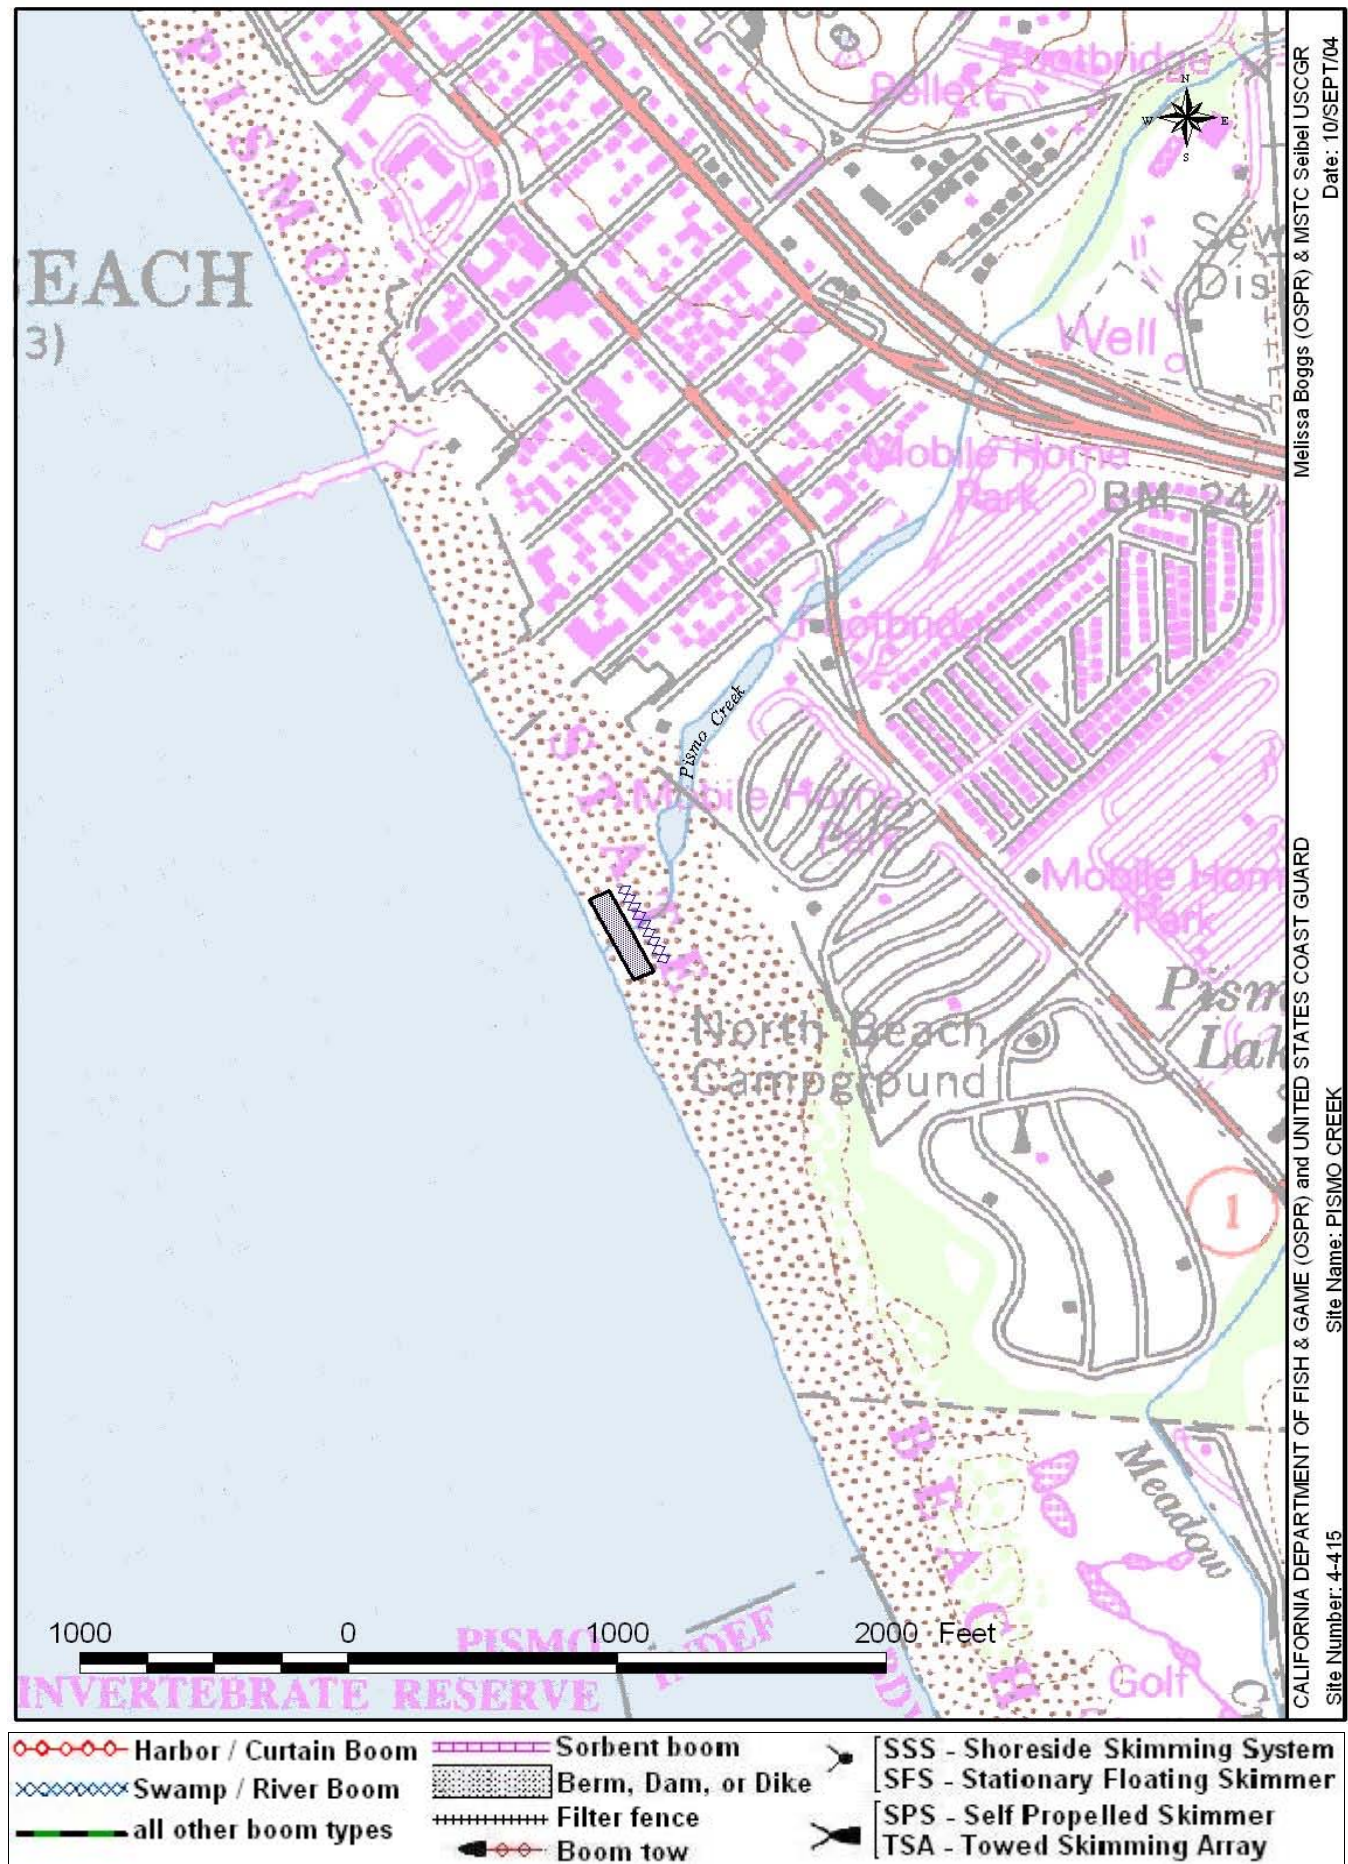 PISMO
Pellett
Footbridge
N
W E
S
EACH
3)
Sew
Dis
Well
Mobile Home
Park
BM 24
Footbridge
Pismo Creek
Mobile Home
Park
STATE
Mobile Hom
Park
Pism
Lak
North Beach
Campground
1
BEACH
Meadow
Golf
C
1000 0 1000 2000 Feet
PISMO
INVERTEBRATE RESERVE
INDEF
Melissa Boggs (OSPR) & MSTC Seibel USCGR
Date: 10/SEPT/04
CALIFORNIA DEPARTMENT OF FISH & GAME (OSPR) and UNITED STATES COAST GUARD
Site Name: PISMO CREEK
Site Number: 4-415
Harbor / Curtain Boom
Swamp / River Boom
all other boom types
Sorbent boom
Berm, Dam, or Dike
Filter fence
Boom tow
SSS - Shoreside Skimming System
SFS - Stationary Floating Skimmer
SPS - Self Propelled Skimmer
TSA - Towed Skimming Array